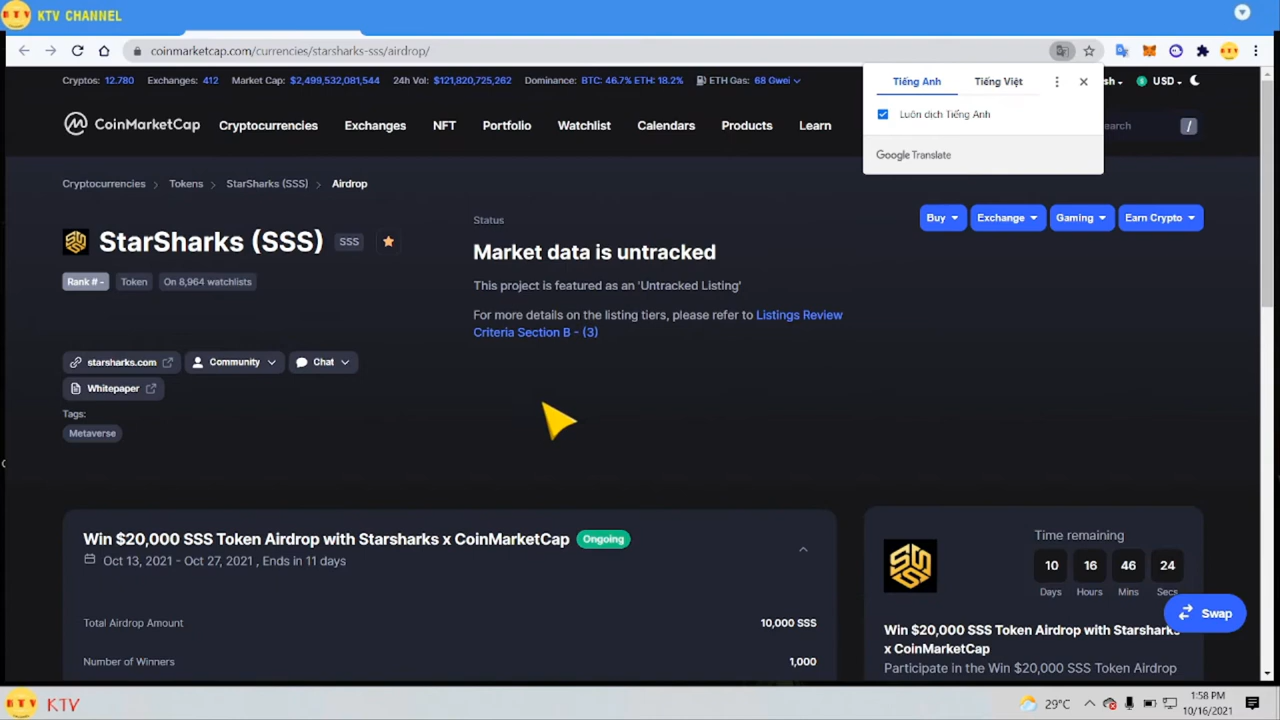 KTV CHANNEL
coinmarketcap.com/currencies/starsharks-sss/airdrop/
Cryptos: 12.780 Exchanges: 412 Market Cap: $2,499,532,081,544 24h Vol: $121,820,725,262 Dominance: BTC: 46.7% ETH: 18.2% ETH Gas: 68 Gwei
USD
Tiếng Anh Tiếng Việt
Luôn dịch Tiếng Anh
Google Translate
CoinMarketCap Cryptocurrencies Exchanges NFT Portfolio Watchlist Calendars Products Learn
/
Cryptocurrencies > Tokens > StarSharks (SSS) > Airdrop
Status
Buy Exchange Gaming Earn Crypto
StarSharks (SSS) SSS
Market data is untracked
Rank # - Token On 8,964 watchlists
This project is featured as an 'Untracked Listing'
For more details on the listing tiers, please refer to Listings Review
Criteria Section B - (3)
starsharks.com Community Chat
Whitepaper
Tags:
Metaverse
Win $20,000 SSS Token Airdrop with Starsharks x CoinMarketCap Ongoing
Oct 13, 2021 - Oct 27, 2021 , Ends in 11 days
Total Airdrop Amount 10,000 SSS
Number of Winners 1,000
Time remaining
10 16 46 24
Days Hours Mins Secs
Swap
Win $20,000 SSS Token Airdrop with Starsharks
x CoinMarketCap
Participate in the Win $20,000 SSS Token Airdrop
KTV KTV
29°C
1:58 PM
10/16/2021